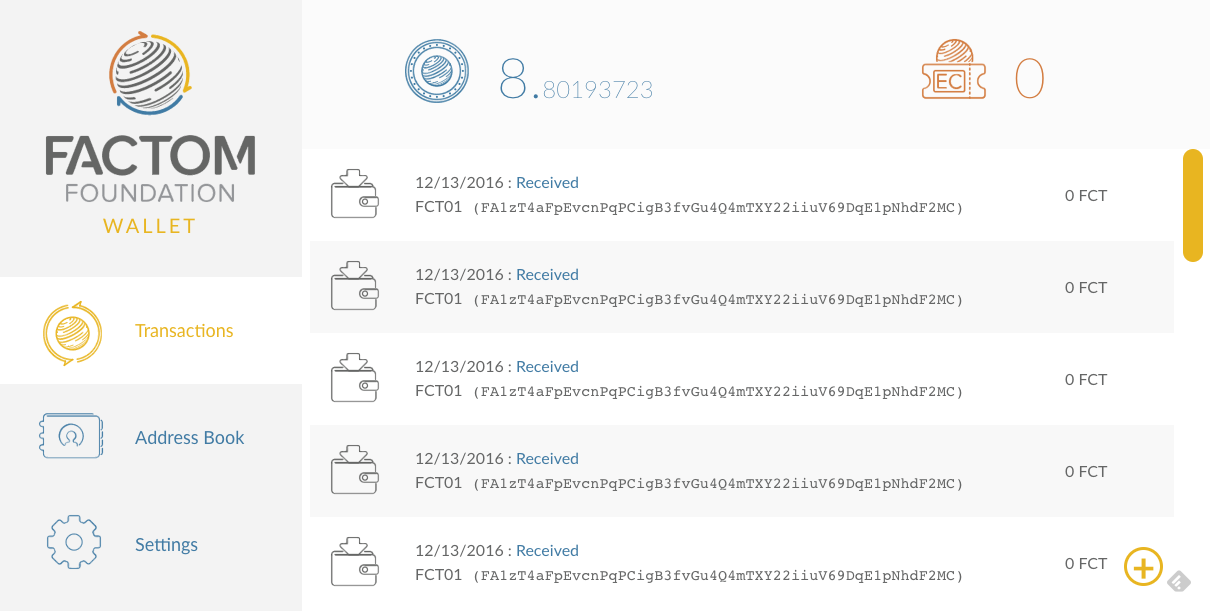 FACTOM
FOUNDATION
WALLET
Transactions
Address Book
Settings
8.80193723
EC
0
12/13/2016 : Received
FCT01 (FA1zT4aFpEvcnPqPCigB3fvGu4Q4mTXY22iiuV69DqE1pNhdF2MC)
0 FCT
12/13/2016 : Received
FCT01 (FA1zT4aFpEvcnPqPCigB3fvGu4Q4mTXY22iiuV69DqE1pNhdF2MC)
0 FCT
12/13/2016 : Received
FCT01 (FA1zT4aFpEvcnPqPCigB3fvGu4Q4mTXY22iiuV69DqE1pNhdF2MC)
0 FCT
12/13/2016 : Received
FCT01 (FA1zT4aFpEvcnPqPCigB3fvGu4Q4mTXY22iiuV69DqE1pNhdF2MC)
0 FCT
12/13/2016 : Received
FCT01 (FA1zT4aFpEvcnPqPCigB3fvGu4Q4mTXY22iiuV69DqE1pNhdF2MC)
0 FCT